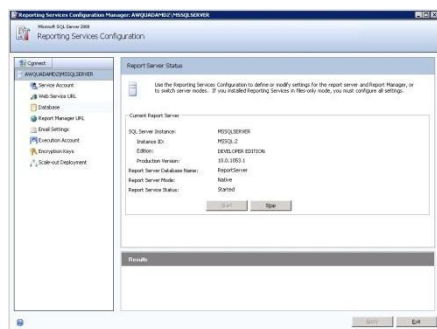 Reporting Services Configuration Manager: AWQUADAMD2\MSSQLSERVER
Microsoft SQL Server 2008
Reporting Services Configuration
Connect
AWQUADAMD2\MSSQLSERVER
Service Account
Web Service URL
Database
Report Manager URL
Email Settings
Execution Account
Encryption Keys
Scale-out Deployment
Report Server Status
Use the Reporting Services Configuration to define or modify settings for the report server and Report Manager, or
to switch server modes. If you installed Reporting Services in files-only mode, you must configure all settings.
Current Report Server
SQL Server Instance: MSSQLSERVER
Instance ID: MSSQL.2
Edition: DEVELOPER EDITION
Production Version: 10.0.1053.1
Report Server Database Name: ReportServer
Report Server Mode: Native
Report Service Status: Started
Start Stop
Results
Exit